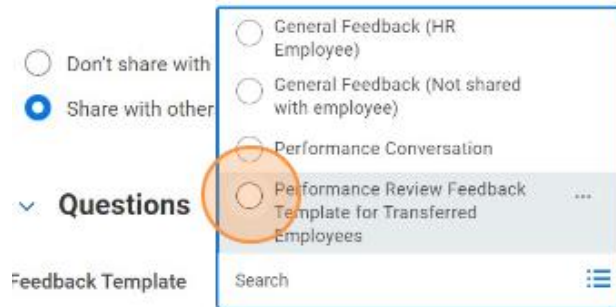 General Feedback (HR
Employee)
Don't share with
General Feedback (Not shared
with employee)
Share with other
Performance Conversation
Performance Review Feedback
Template for Transferred
Employees
Questions
Feedback Template
Search